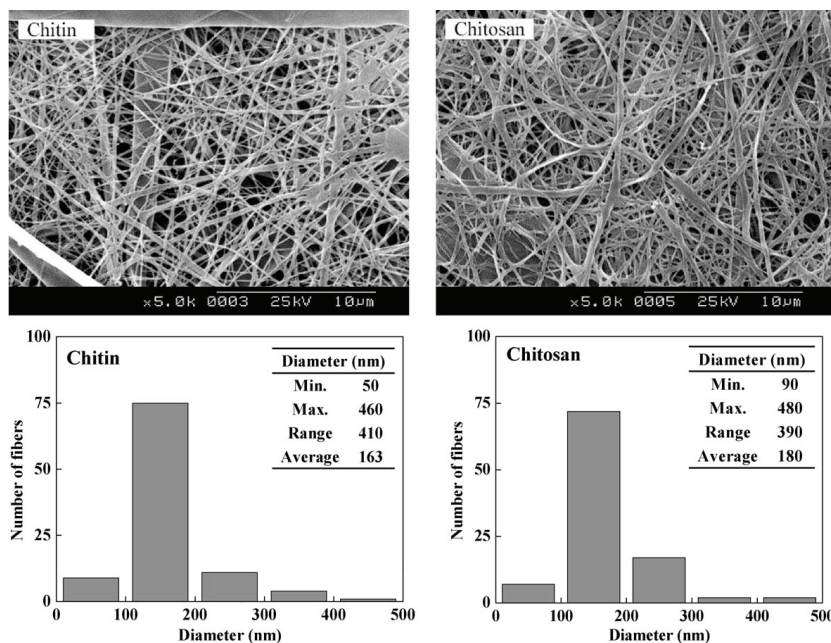 Chitin
×5.0k 0003 25kV 10µm
Chitosan
×5.0k 0005 25kV 10µm
Chitin
Diameter (nm)
Min. 50
Max. 460
Range 410
Average 163
Number of fibers
100
75
50
25
0
0 100 200 300 400 500
Diameter (nm)
Chitosan
Diameter (nm)
Min. 90
Max. 480
Range 390
Average 180
Number of fibers
100
75
50
25
0
0 100 200 300 400 500
Diameter (nm)